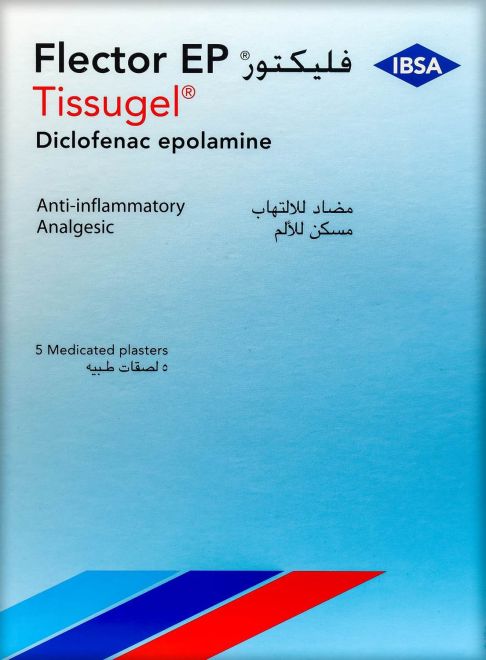 Flector EP ® فليكتور
IBSA
Tissugel®
Diclofenac epolamine
Anti-inflammatory مضاد للالتهاب
Analgesic مسكن للألم
5 Medicated plasters
٥ لصقات طبيه